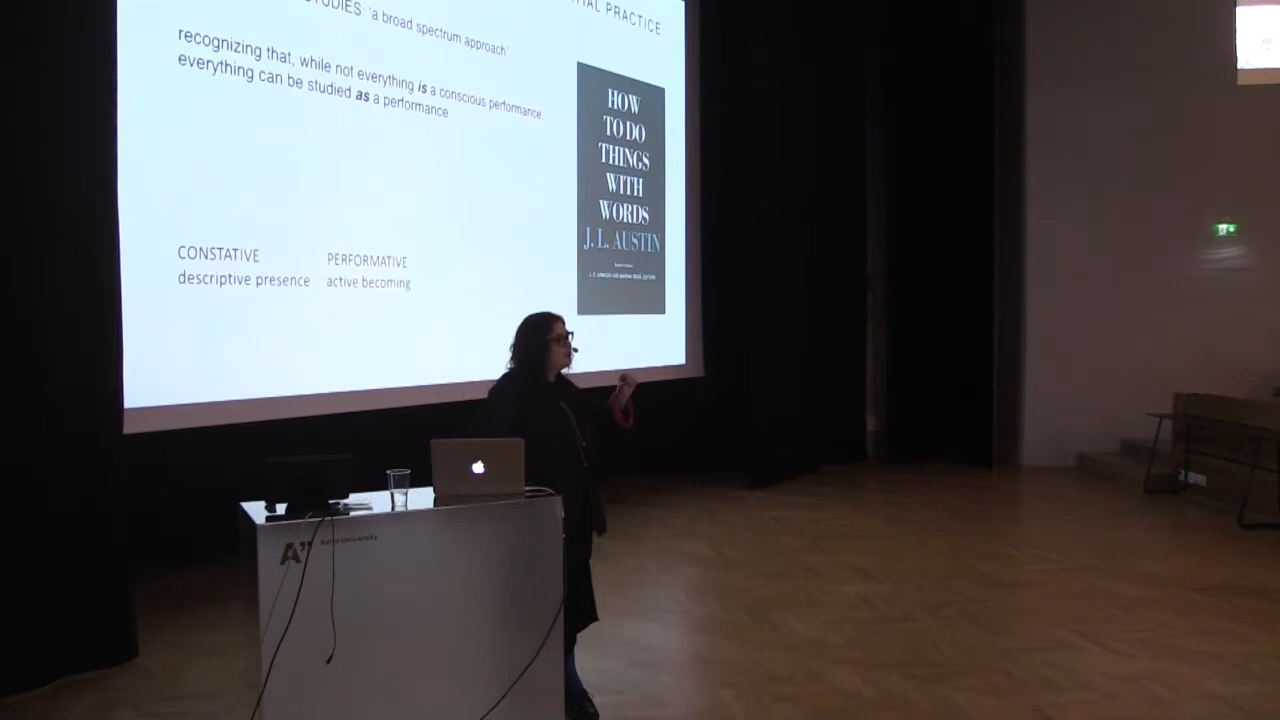 PRACTICE
STUDIES: 'a broad spectrum approach'
recognizing that, while not everything is a conscious performance,
everything can be studied as a performance
HOW
TO DO
THINGS
WITH
WORDS
J. L. AUSTIN
CONSTATIVE PERFORMATIVE
descriptive presence active becoming
A"
Aalto University